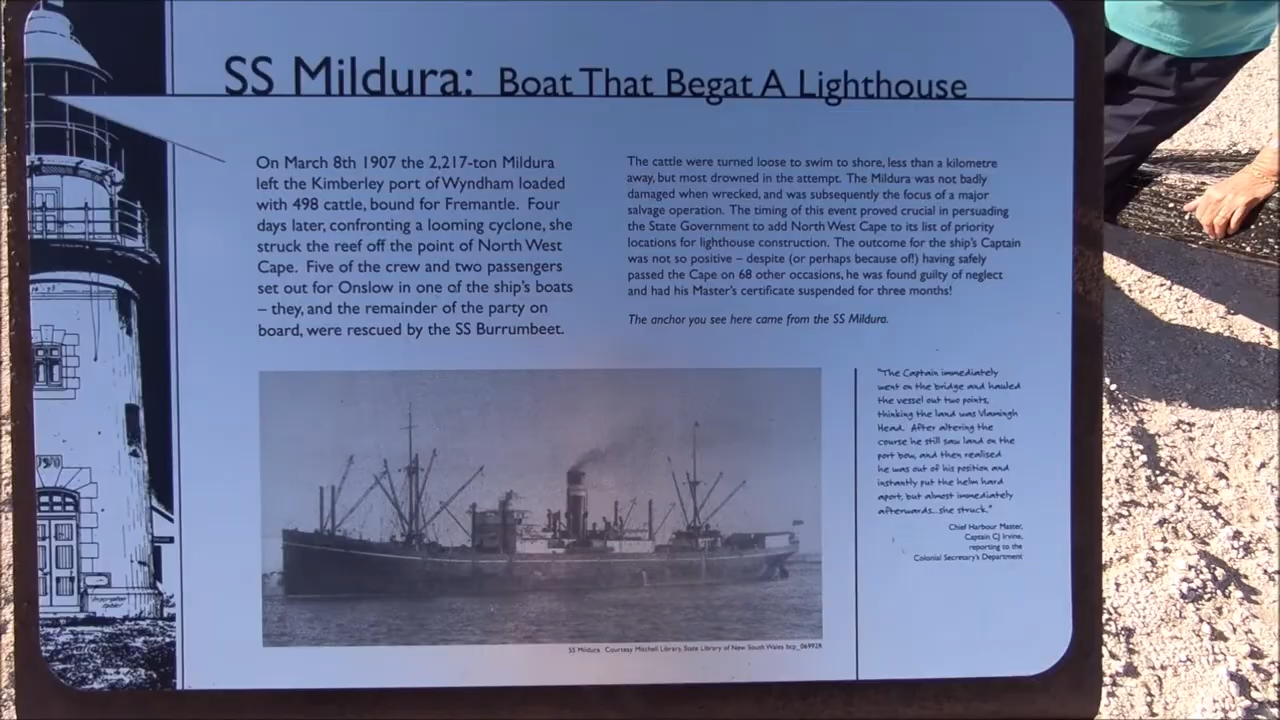 SS Mildura: Boat That Begat A Lighthouse
On March 8th 1907 the 2,217-ton Mildura
left the Kimberley port of Wyndham loaded
with 498 cattle, bound for Fremantle. Four
days later, confronting a looming cyclone, she
struck the reef off the point of North West
Cape. Five of the crew and two passengers
set out for Onslow in one of the ship's boats
– they, and the remainder of the party on
board, were rescued by the SS Burrumbeet.
The cattle were turned loose to swim to shore, less than a kilometre
away, but most drowned in the attempt. The Mildura was not badly
damaged when wrecked, and was subsequently the focus of a major
salvage operation. The timing of this event proved crucial in persuading
the State Government to add North West Cape to its list of priority
locations for lighthouse construction. The outcome for the ship's Captain
was not so positive – despite (or perhaps because of!) having safely
passed the Cape on 68 other occasions, he was found guilty of neglect
and had his Master's certificate suspended for three months!
The anchor you see here came from the SS Mildura.
"The Captain immediately
went on the bridge and hauled
the vessel out two points,
thinking the land was Vlamingh
Head. After altering the
course he still saw land on the
port bow, and then realised
he was out of his position and
instantly put the helm hard
aport, but almost immediately
afterwards...she struck."
Chief Harbour Master,
Captain CJ Irvine,
reporting to the
Colonial Secretary's Department
SS Mildura Courtesy Mitchell Library, State Library of New South Wales bcp_06992R